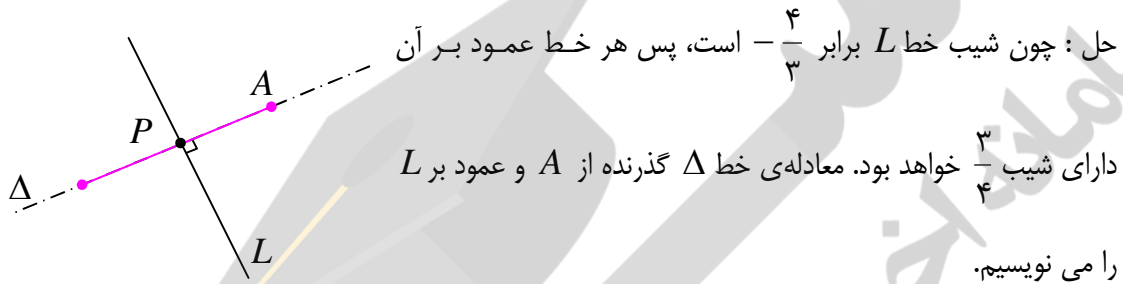 حل : چون شیب خط L برابر −۴/۳ است، پس هر خط عمود بر آن
دارای شیب ۳/۴ خواهد بود. معادله‌ی خط Δ گذرنده از A و عمود بر L
را می نویسیم.
A
P
Δ
L